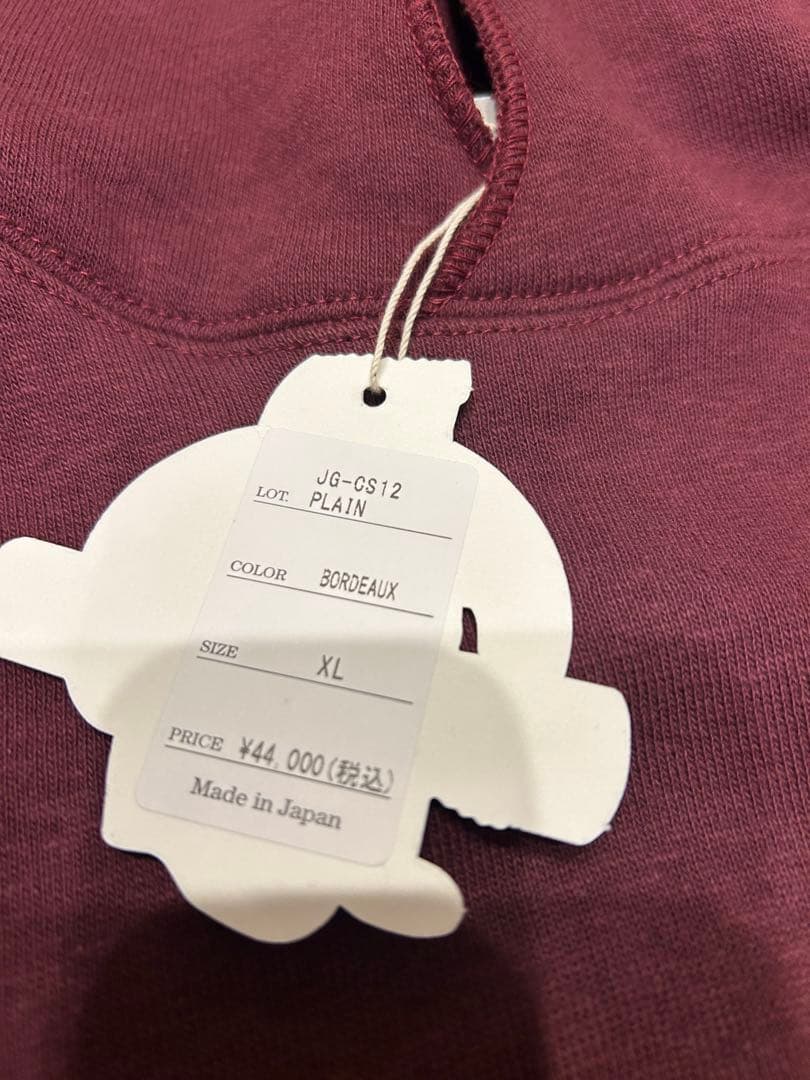 JG-CS12
LOT. PLAIN
COLOR BORDEAUX
SIZE XL
PRICE ¥44,000(税込)
Made in Japan